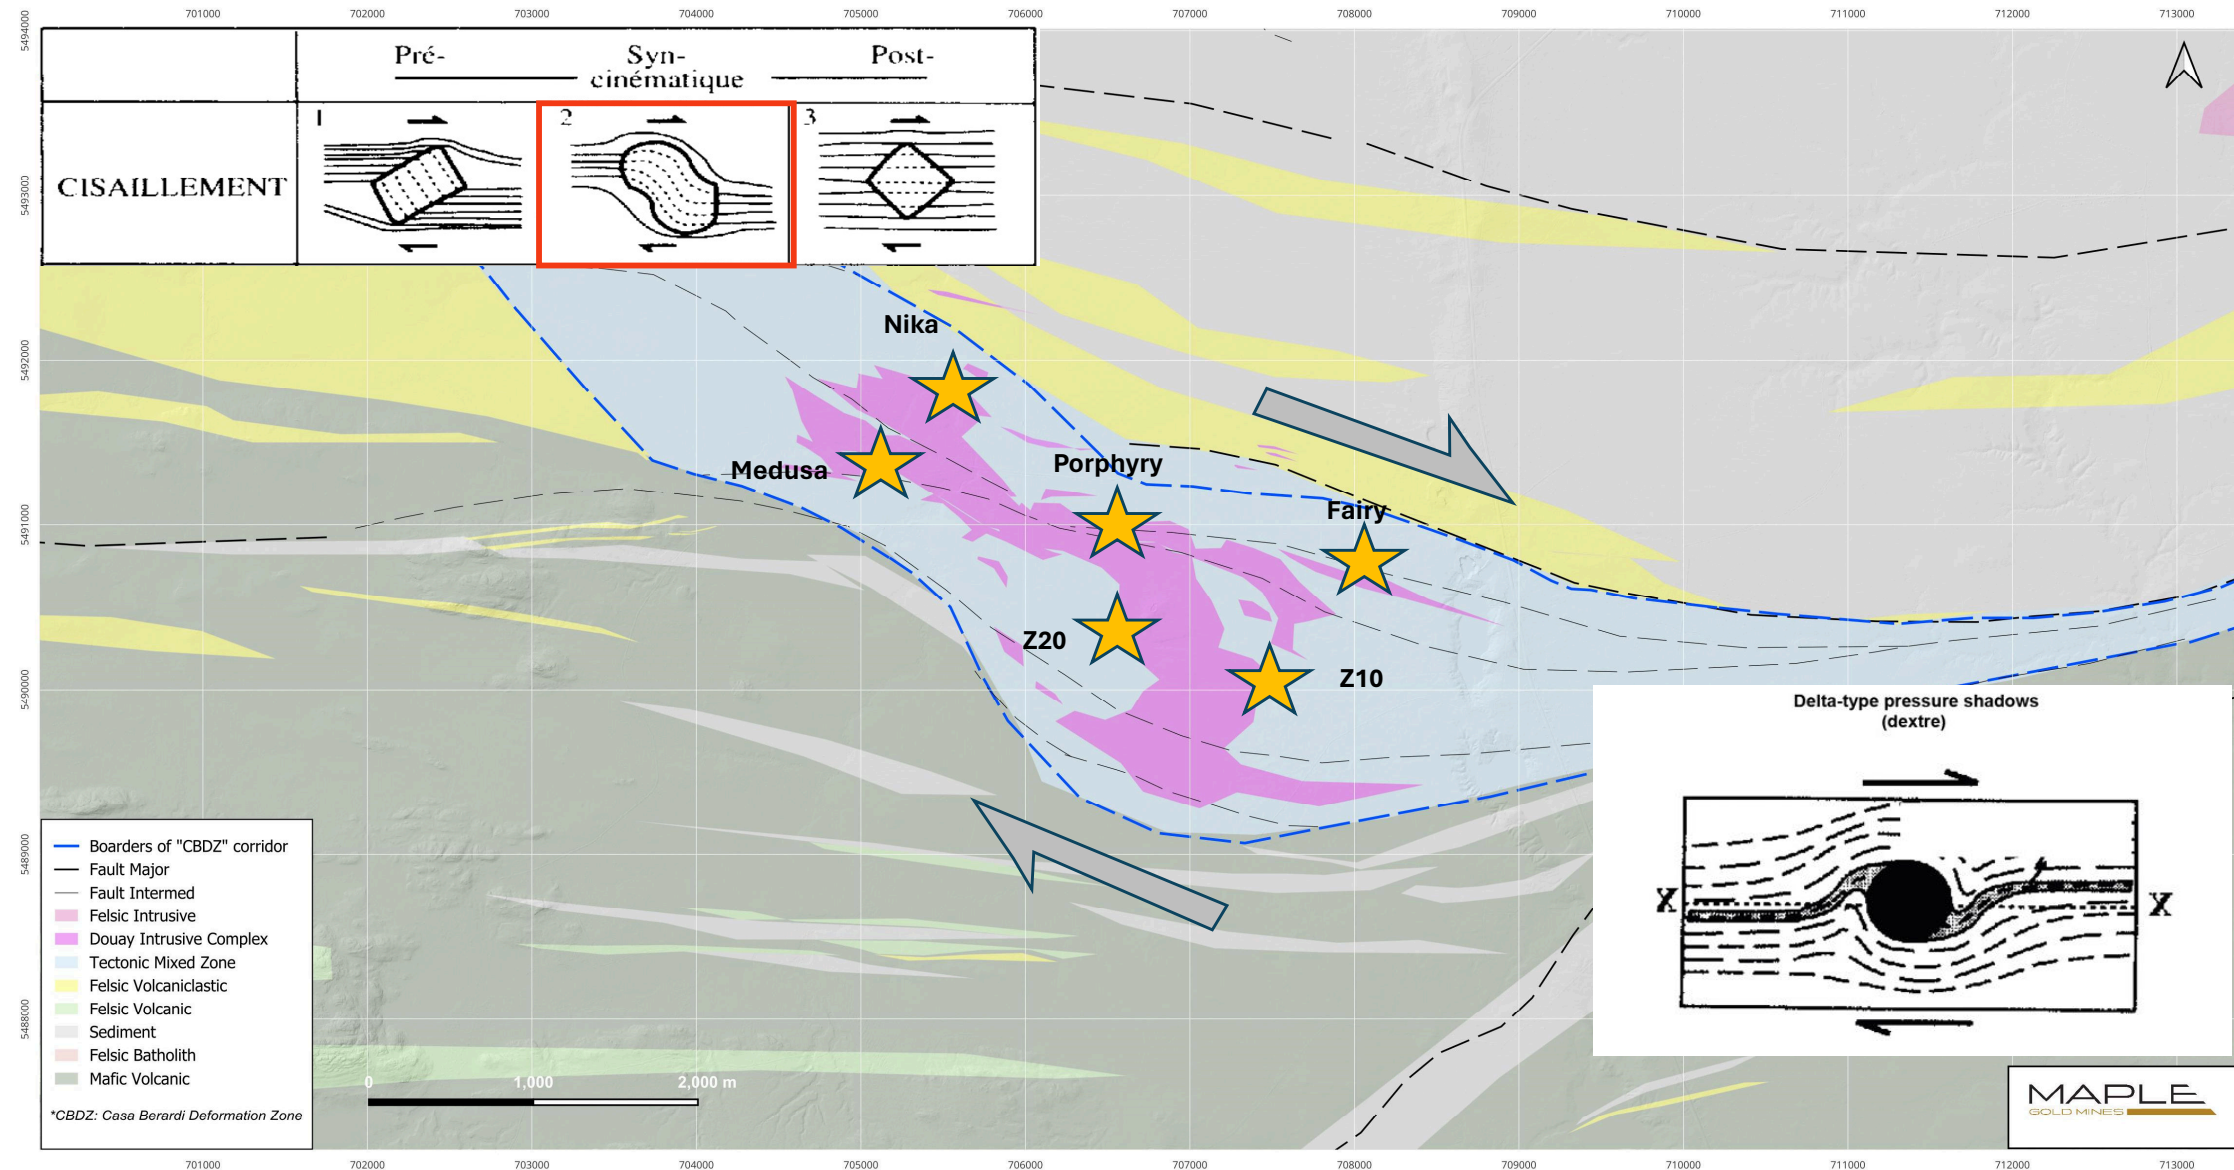 701000 702000 703000 704000 705000 706000 707000 708000 709000 710000 711000 712000 713000
5494000
5493000
5492000
5491000
5490000
5489000
5488000
Pré- Syn- Post-
cinématique
CISAILLEMENT
1 2 3
Nika
Medusa
Porphyry
Fairy
Z20
Z10
Delta-type pressure shadows
(dextre)
X X
Boarders of "CBDZ" corridor
Fault Major
Fault Intermed
Felsic Intrusive
Douay Intrusive Complex
Tectonic Mixed Zone
Felsic Volcaniclastic
Felsic Volcanic
Sediment
Felsic Batholith
Mafic Volcanic
*CBDZ: Casa Berardi Deformation Zone
0 1,000 2,000 m
MAPLE
GOLD MINES
701000 702000 703000 704000 705000 706000 707000 708000 709000 710000 711000 712000 713000